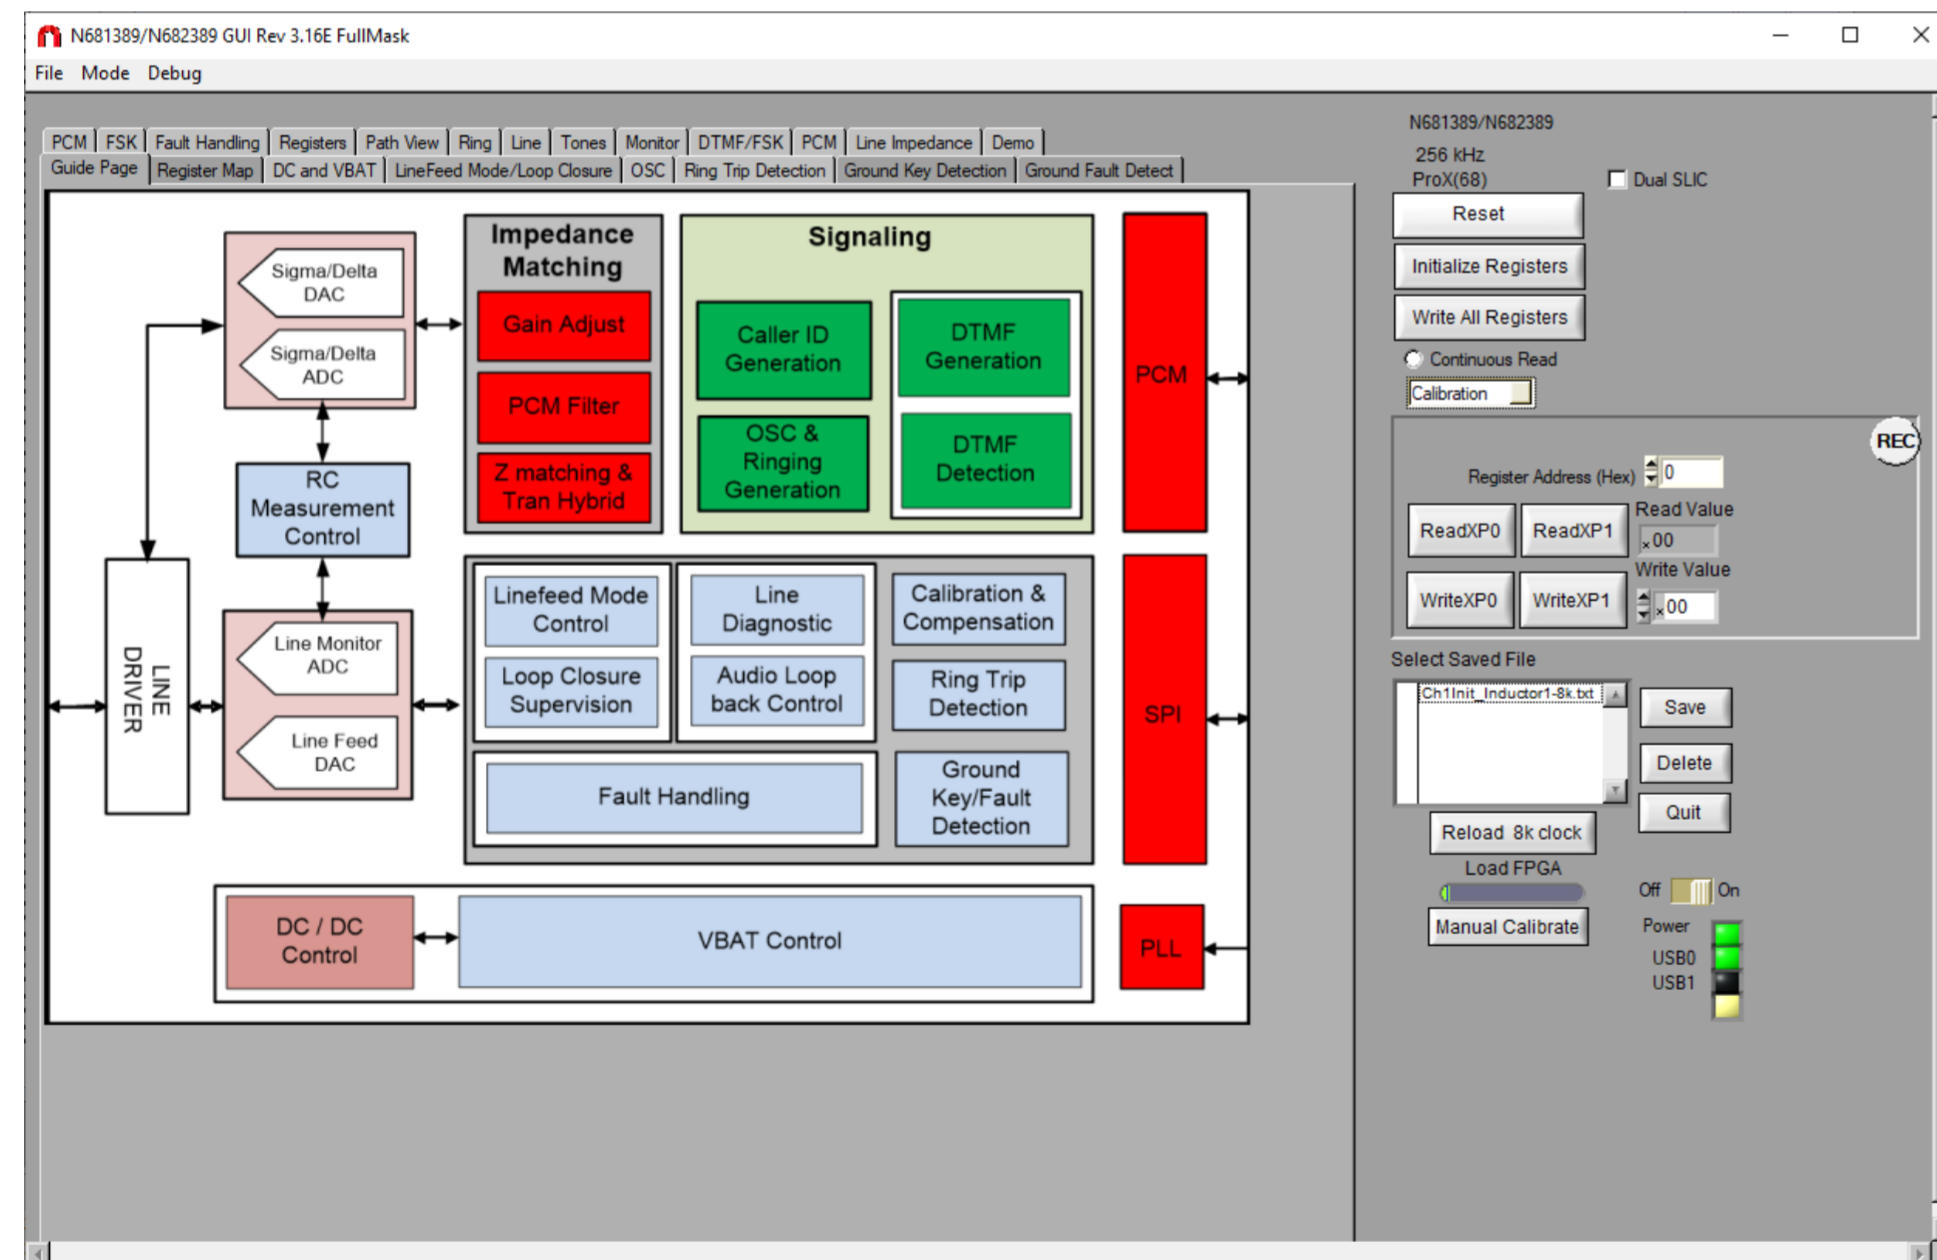 N681389/N682389 GUI Rev 3.16E FullMask
File Mode Debug
PCM FSK Fault Handling Registers Path View Ring Line Tones Monitor DTMF/FSK PCM Line Impedance Demo
Guide Page Register Map DC and VBAT LineFeed Mode/Loop Closure OSC Ring Trip Detection Ground Key Detection Ground Fault Detect
Sigma/Delta
DAC
Sigma/Delta
ADC
RC
Measurement
Control
LINE
DRIVER
Line Monitor
ADC
Line Feed
DAC
Impedance
Matching
Gain Adjust
PCM Filter
Z matching &
Tran Hybrid
Signaling
Caller ID
Generation
OSC &
Ringing
Generation
DTMF
Generation
DTMF
Detection
PCM
Linefeed Mode
Control
Loop Closure
Supervision
Line
Diagnostic
Audio Loop
back Control
Calibration &
Compensation
Ring Trip
Detection
Fault Handling
Ground
Key/Fault
Detection
SPI
DC / DC
Control
VBAT Control
PLL
N681389/N682389
256 kHz
ProX(68)
Dual SLIC
Reset
Initialize Registers
Write All Registers
Continuous Read
Calibration
REC
Register Address (Hex) 0
ReadXP0 ReadXP1
Read Value
x00
WriteXP0 WriteXP1
Write Value
x00
Select Saved File
Ch1Init_Inductor1-8k.txt
Save
Delete
Quit
Reload 8k clock
Load FPGA
Manual Calibrate
Off On
Power
USB0
USB1